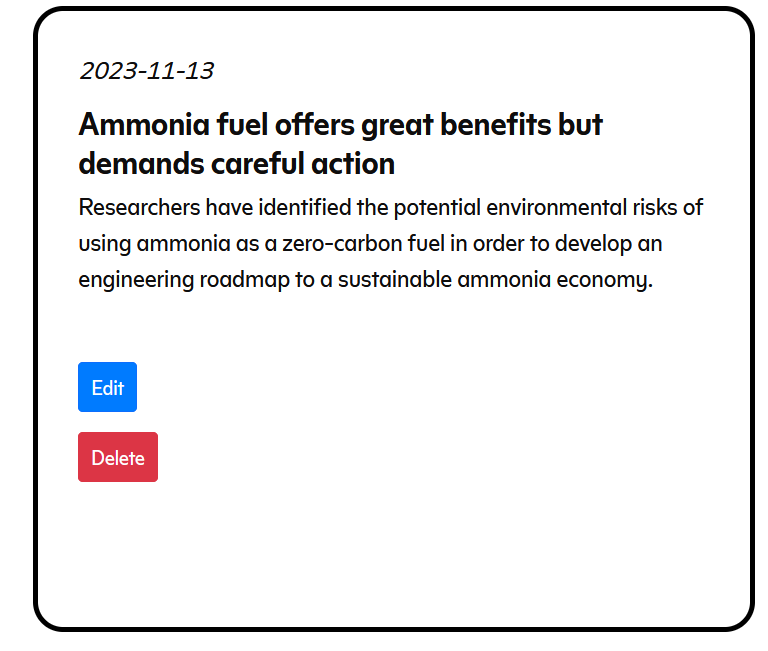 2023-11-13
Ammonia fuel offers great benefits but
demands careful action
Researchers have identified the potential environmental risks of
using ammonia as a zero-carbon fuel in order to develop an
engineering roadmap to a sustainable ammonia economy.
Edit
Delete